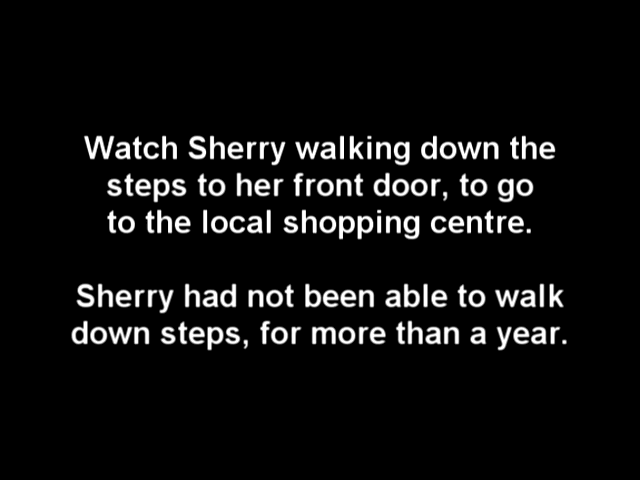 Watch Sherry walking down the
steps to her front door, to go
to the local shopping centre.
Sherry had not been able to walk
down steps, for more than a year.